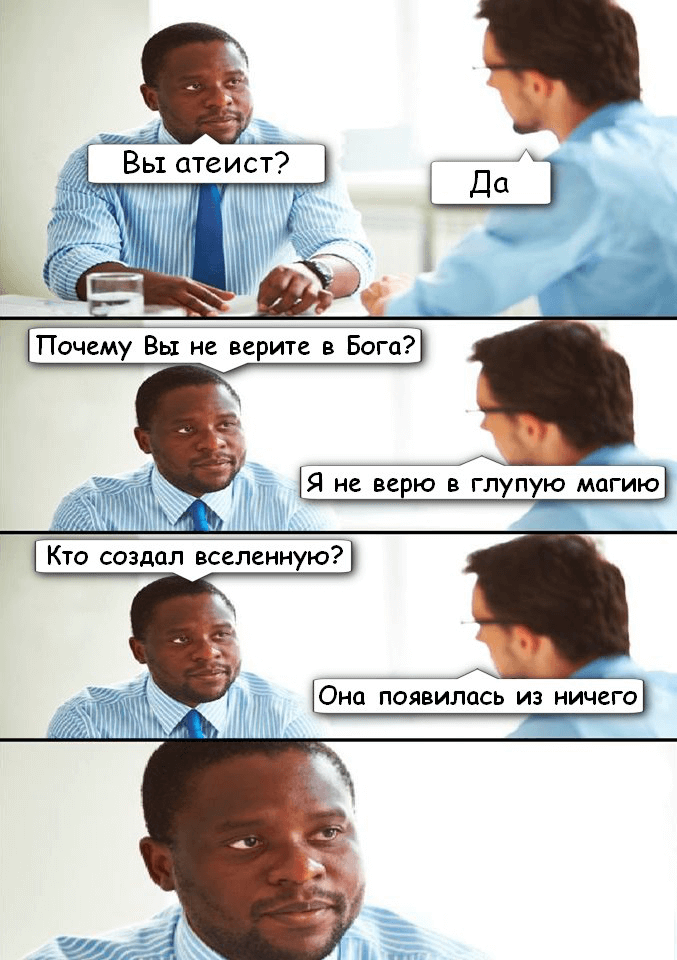 Вы атеист?
Да
Почему Вы не верите в Бога?
Я не верю в глупую магию
Кто создал вселенную?
Она появилась из ничего